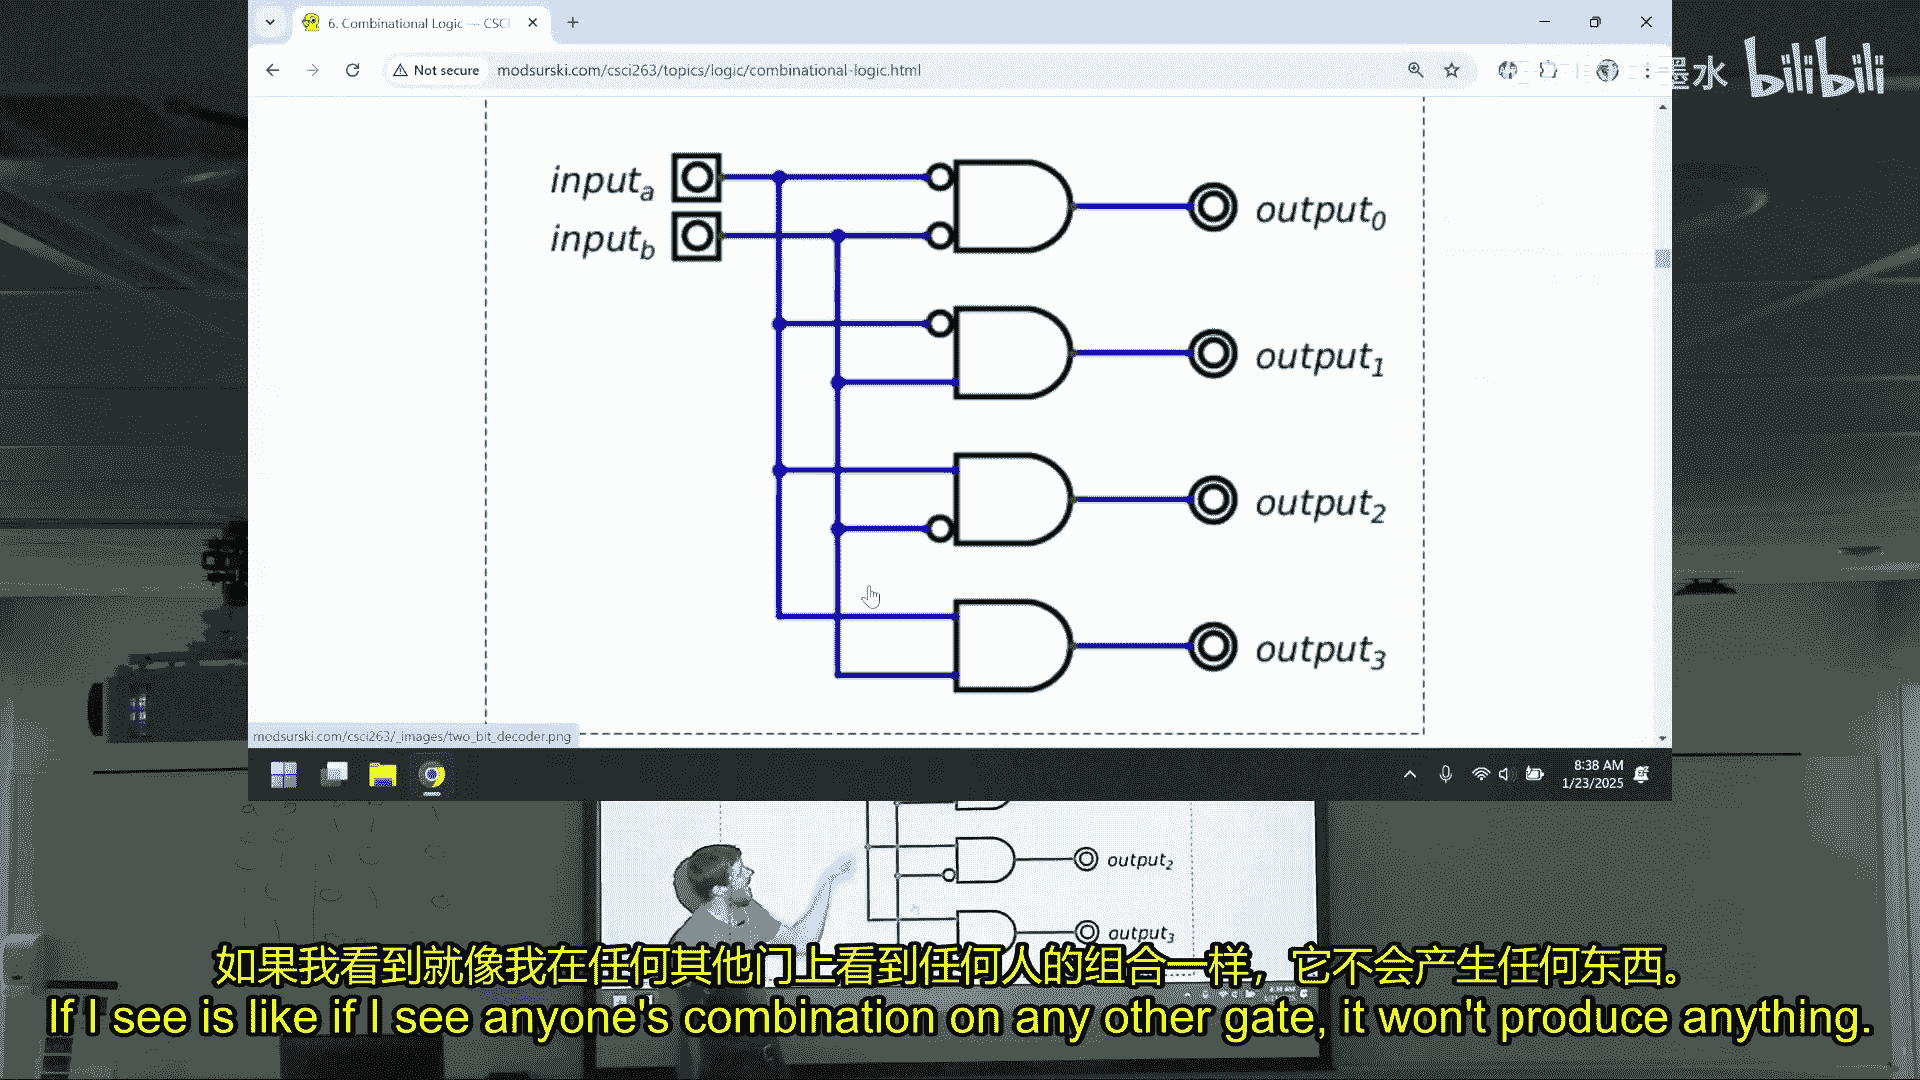 6. Combinational Logic — CSCI
Not secure
modsurski.com/csci263/topics/logic/combinational-logic.html
墨水 bilibili
input_a
input_b
output_0
output_1
output_2
output_3
modsurski.com/csci263/_images/two_bit_decoder.png
8:38 AM
1/23/2025
output_2
output_3
如果我看到就像我在任何其他门上看到任何人的组合一样，它不会产生任何东西。
If I see is like if I see anyone's combination on any other gate, it won't produce anything.